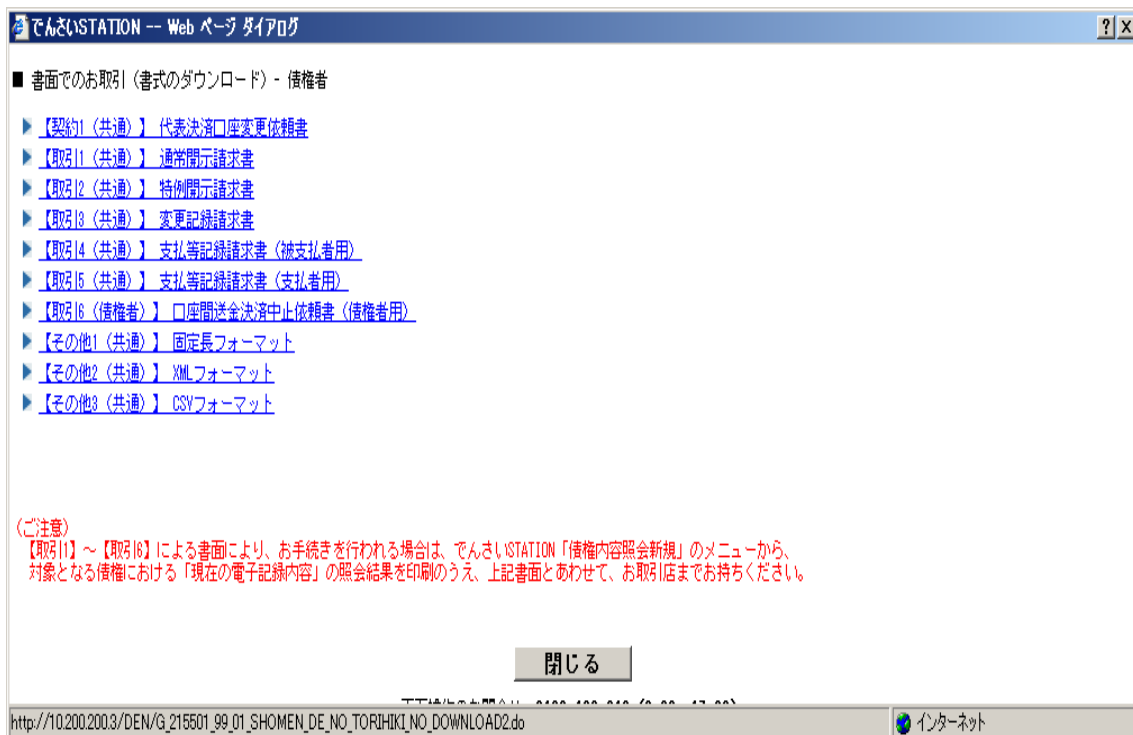 でんさいSTATION -- Web ページ ダイアログ
■ 書面でのお取引（書式のダウンロード）- 債権者
【契約1（共通）】 代表決済口座変更依頼書
【取引1（共通）】 通常開示請求書
【取引2（共通）】 特例開示請求書
【取引3（共通）】 変更記録請求書
【取引4（共通）】 支払等記録請求書（被支払者用）
【取引5（共通）】 支払等記録請求書（支払者用）
【取引6（債権者）】 口座間送金決済中止依頼書（債権者用）
【その他1（共通）】 固定長フォーマット
【その他2（共通）】 XMLフォーマット
【その他3（共通）】 CSVフォーマット
（ご注意）
【取引1】～【取引6】による書面により、お手続きを行われる場合は、でんさいSTATION「債権内容照会新規」のメニューから、
対象となる債権における「現在の電子記録内容」の照会結果を印刷のうえ、上記書面とあわせて、お取引店までお持ちください。
閉じる
http://10.200.200.3/DEN/G_215501_99_01_SHOMEN_DE_NO_TORIHIKI_NO_DOWNLOAD2.do
インターネット